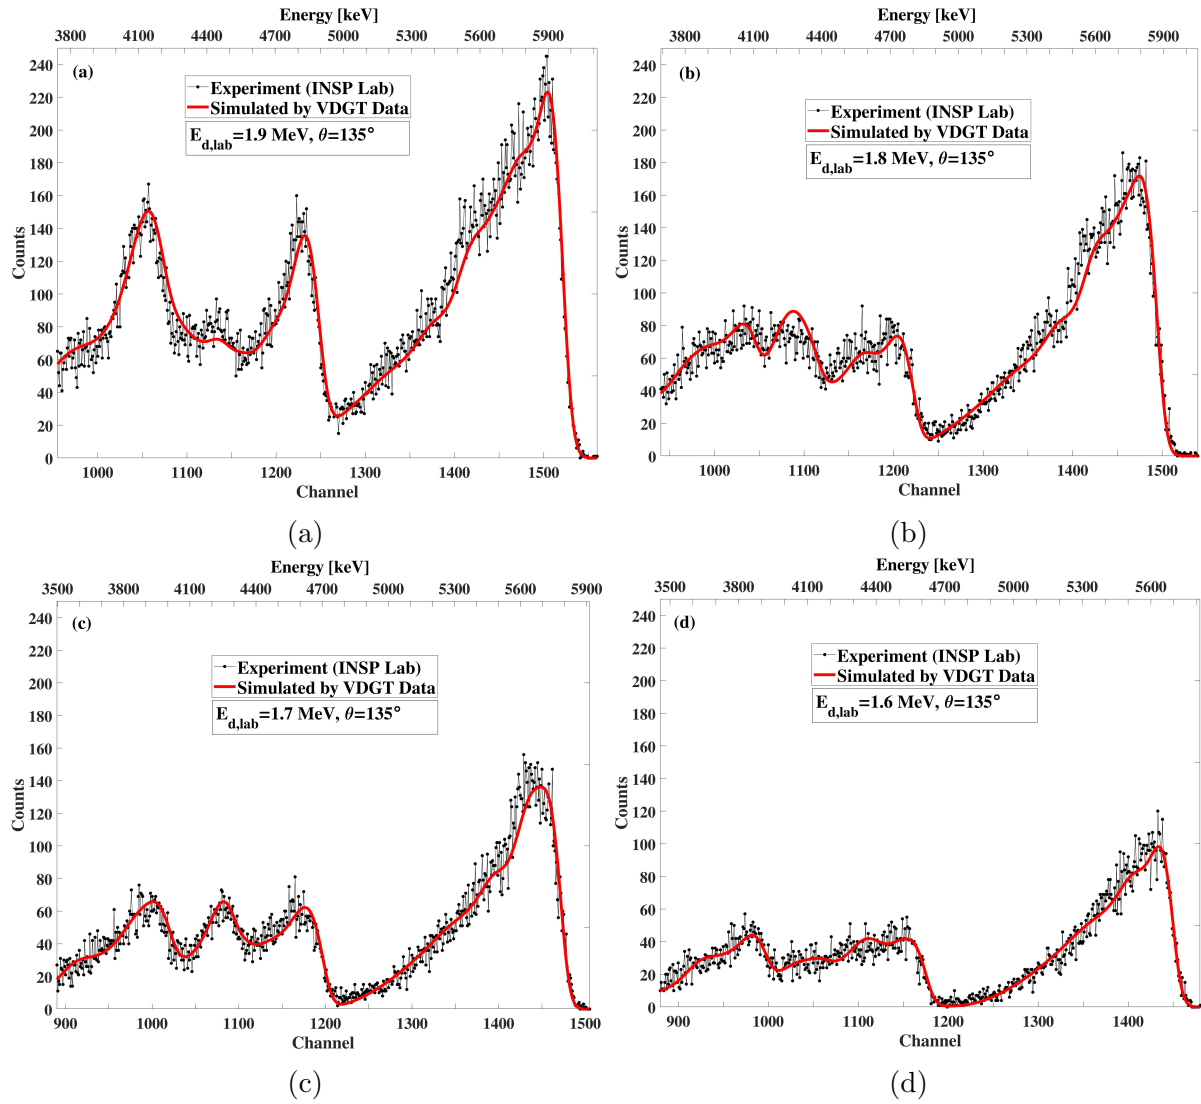 Energy [keV]
3800 4100 4400 4700 5000 5300 5600 5900
(a)
Experiment (INSP Lab)
Simulated by VDGT Data
E_d,lab=1.9 MeV, θ=135°
240
220
200
180
160
140
120
100
80
60
40
20
0
Counts
1000 1100 1200 1300 1400 1500
Channel
(a)
Energy [keV]
3800 4100 4400 4700 5000 5300 5600 5900
(b)
Experiment (INSP Lab)
Simulated by VDGT Data
E_d,lab=1.8 MeV, θ=135°
240
220
200
180
160
140
120
100
80
60
40
20
0
Counts
1000 1100 1200 1300 1400 1500
Channel
(b)
Energy [keV]
3500 3800 4100 4400 4700 5000 5300 5600 5900
(c)
Experiment (INSP Lab)
Simulated by VDGT Data
E_d,lab=1.7 MeV, θ=135°
240
220
200
180
160
140
120
100
80
60
40
20
0
Counts
900 1000 1100 1200 1300 1400 1500
Channel
(c)
Energy [keV]
3500 3800 4100 4400 4700 5000 5300 5600
(d)
Experiment (INSP Lab)
Simulated by VDGT Data
E_d,lab=1.6 MeV, θ=135°
240
220
200
180
160
140
120
100
80
60
40
20
0
Counts
900 1000 1100 1200 1300 1400
Channel
(d)